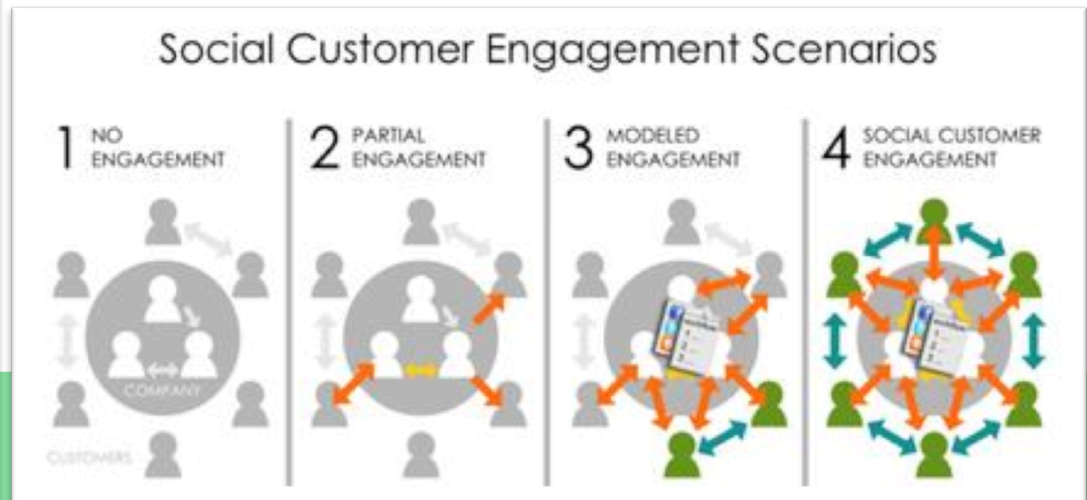 Social Customer Engagement Scenarios
1 NO
ENGAGEMENT
2 PARTIAL
ENGAGEMENT
3 MODELED
ENGAGEMENT
4 SOCIAL CUSTOMER
ENGAGEMENT
COMPANY
CUSTOMERS